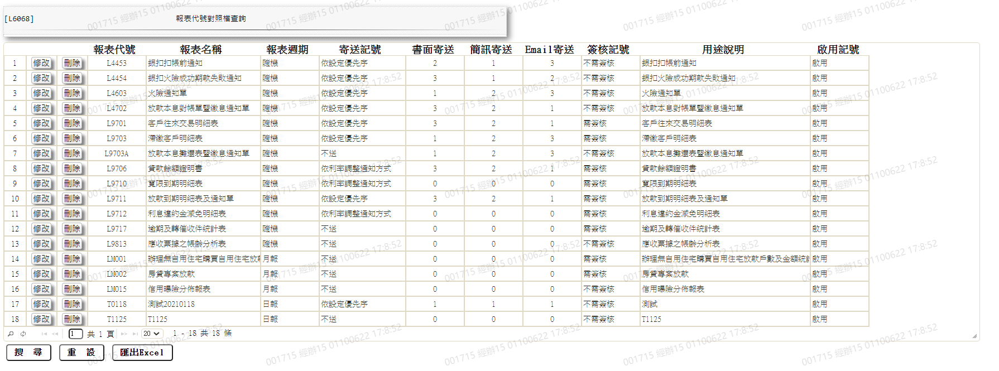 [L6068] 報表代號對照檔查詢
報表代號 報表名稱 報表週期 寄送記號 書面寄送 簡訊寄送 Email寄送 簽核記號 用途說明 啟用記號
1 修改 刪除 L4453 銀扣扣帳前通知 隨機 依設定優先序 2 1 3 不需簽核 銀扣扣帳前通知 啟用
2 修改 刪除 L4454 銀扣火險成功期款失敗通知 隨機 依設定優先序 3 1 2 不需簽核 銀扣火險成功期款失敗通知 啟用
3 修改 刪除 L4603 火險通知單 隨機 依設定優先序 1 2 3 不需簽核 火險通知單 啟用
4 修改 刪除 L4702 放款本息對帳單暨繳息通知單 隨機 依設定優先序 3 2 1 不需簽核 放款本息對帳單暨繳息通知單 啟用
5 修改 刪除 L9701 客戶往來交易明細表 隨機 依設定優先序 3 2 1 需簽核 客戶往來交易明細表 啟用
6 修改 刪除 L9703 滯繳客戶明細表 隨機 依設定優先序 1 2 3 需簽核 滯繳客戶明細表 啟用
7 修改 刪除 L9703A 放款本息攤還表暨繳息通知單 隨機 不送 1 2 3 不需簽核 放款本息攤還表暨繳息通知單 啟用
8 修改 刪除 L9706 貸款餘額證明書 隨機 依利率調整通知方式 3 2 1 需簽核 貸款餘額證明書 啟用
9 修改 刪除 L9710 寬限到期明細表 隨機 依利率調整通知方式 0 0 0 需簽核 寬限到期明細表 啟用
10 修改 刪除 L9711 放款到期明細表及通知單 隨機 依設定優先序 3 2 1 需簽核 放款到期明細表及通知單 啟用
11 修改 刪除 L9712 利息違約金減免明細表 隨機 依利率調整通知方式 0 0 0 需簽核 利息違約金減免明細表 啟用
12 修改 刪除 L9717 逾期及轉催收件統計表 隨機 不送 0 0 0 需簽核 逾期及轉催收件統計表 啟用
13 修改 刪除 L9813 應收票據之帳齡分析表 隨機 不送 0 0 0 不需簽核 應收票據之帳齡分析表 啟用
14 修改 刪除 LM001 辦理無自用住宅購買自用住宅放款 月報 不送 0 0 0 需簽核 辦理無自用住宅購買自用住宅放款戶數及金額統計 啟用
15 修改 刪除 LM002 房貸專案放款 月報 不送 0 0 0 需簽核 房貸專案放款 啟用
16 修改 刪除 LM015 信用曝險分佈報表 月報 不送 0 0 0 不需簽核 信用曝險分佈報表 啟用
17 修改 刪除 T0118 測試20210118 日報 依設定優先序 1 1 1 不需簽核 測試 啟用
18 修改 刪除 T1125 T1125 日報 不送 0 0 0 不需簽核 T1125 啟用
1 共 1 頁 20 1 - 18 共 18 條
搜 尋 重 設 匯出Excel
001715 經辦15 01100622 17:8:52